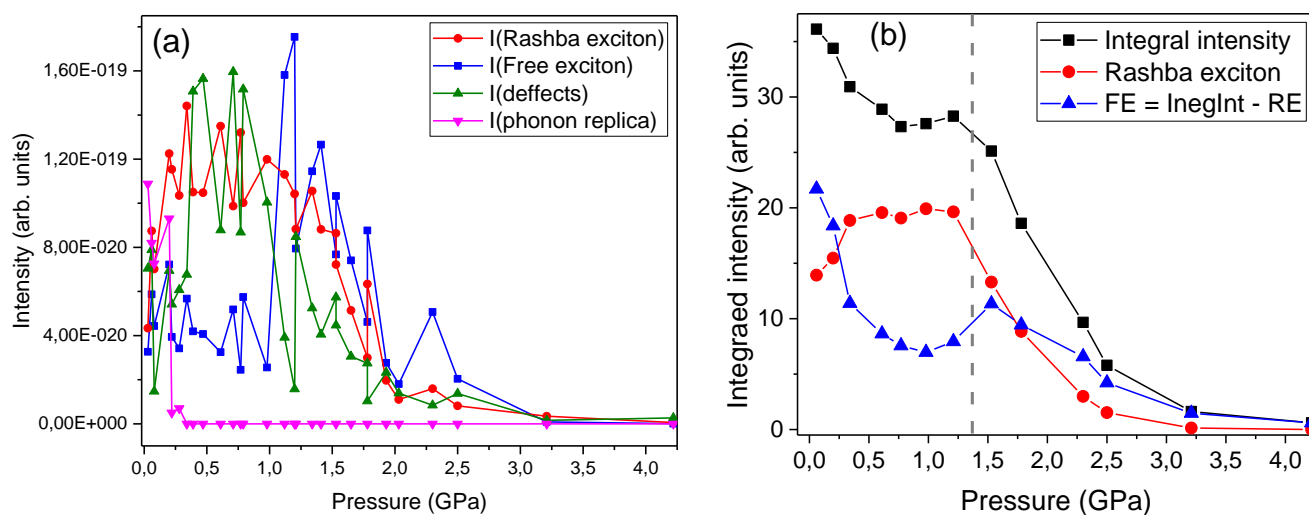 (a)
I(Rashba exciton)
I(Free exciton)
I(deffects)
I(phonon replica)
1,60E-019
1,20E-019
8,00E-020
4,00E-020
0,00E+000
Intensity (arb. units)
0,0 0,5 1,0 1,5 2,0 2,5 3,0 3,5 4,0
Pressure (GPa)
(b)
Integral intensity
Rashba exciton
FE = InegInt - RE
30
20
10
0
Integraed intensity (arb. units)
0,0 0,5 1,0 1,5 2,0 2,5 3,0 3,5 4,0
Pressure (GPa)